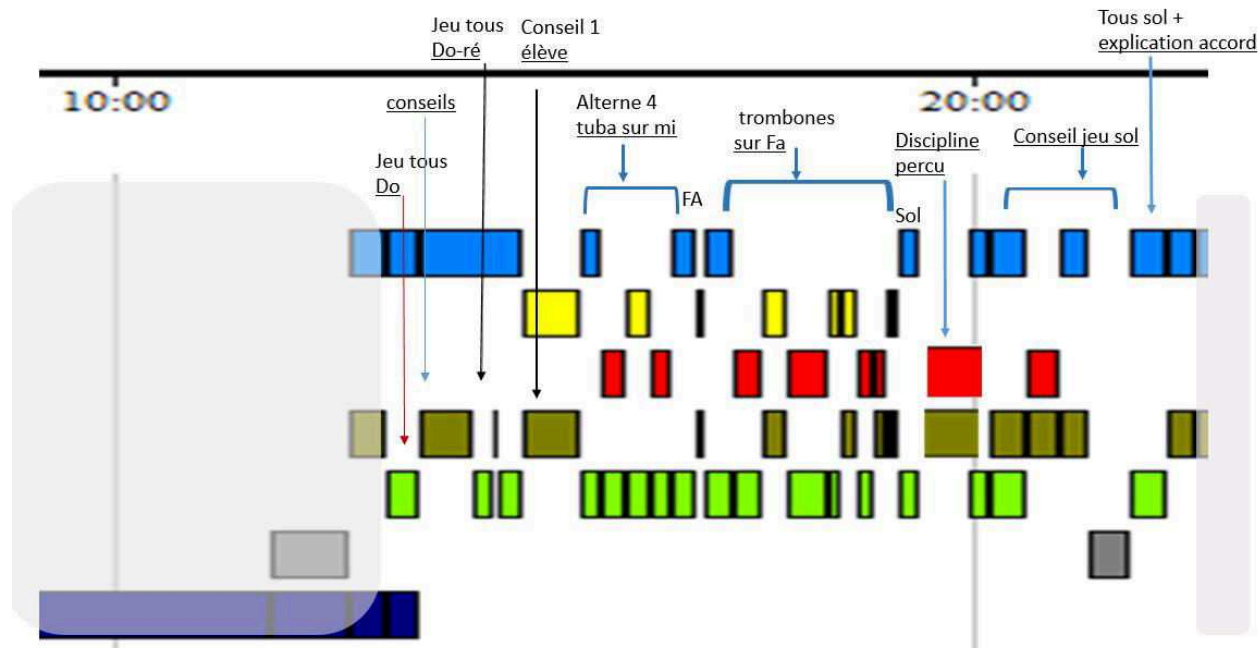 Jeu tous
Do-ré
Conseil 1
élève
Tous sol +
explication accord
10:00
20:00
conseils
Alterne 4
tuba sur mi
trombones
sur Fa
Discipline
percu
Conseil jeu sol
Jeu tous
Do
FA
Sol